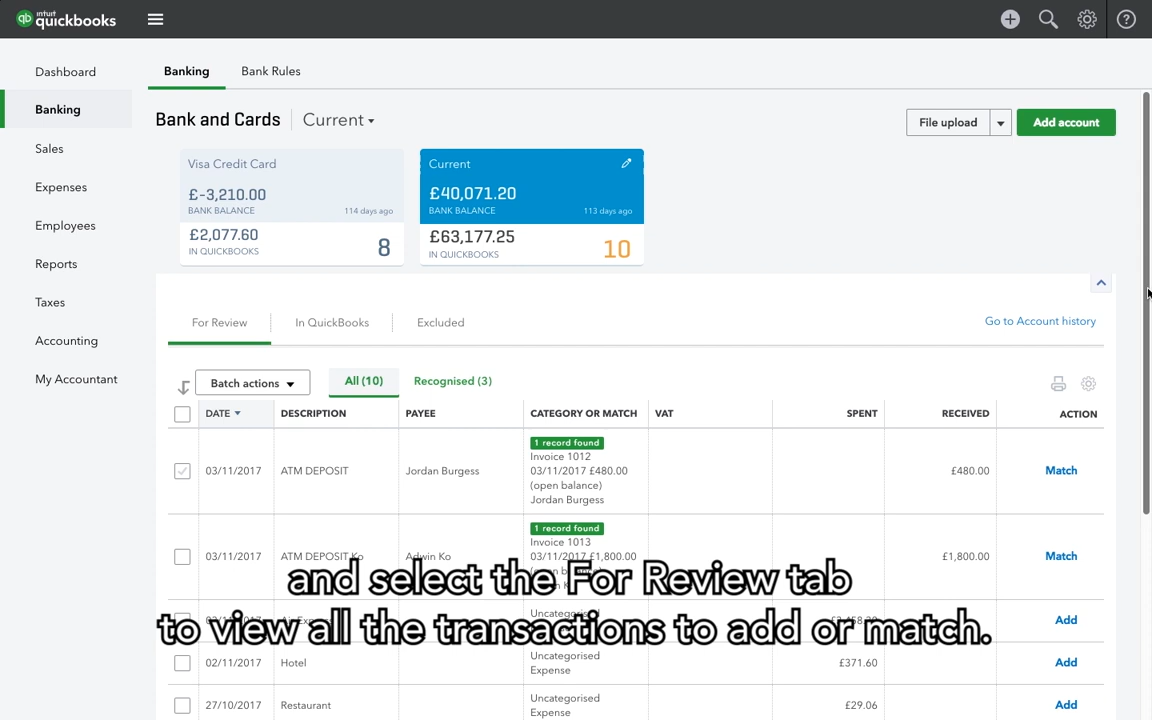 intuit
quickbooks
Dashboard
Banking
Sales
Expenses
Employees
Reports
Taxes
Accounting
My Accountant
Banking
Bank Rules
Bank and Cards
Current
File upload
Add account
Visa Credit Card
£-3,210.00
BANK BALANCE
114 days ago
£2,077.60
IN QUICKBOOKS
8
Current
£40,071.20
BANK BALANCE
113 days ago
£63,177.25
IN QUICKBOOKS
10
For Review
In QuickBooks
Excluded
Go to Account history
Batch actions
All (10)
Recognised (3)
DATE DESCRIPTION PAYEE CATEGORY OR MATCH VAT SPENT RECEIVED ACTION
1 record found
Invoice 1012
03/11/2017 £480.00
(open balance)
Jordan Burgess
03/11/2017 ATM DEPOSIT Jordan Burgess £480.00 Match
1 record found
Invoice 1013
03/11/2017 £1,800.00
03/11/2017 ATM DEPOSIT Ko Adwin Ko £1,800.00 Match
and select the For Review tab
to view all the transactions to add or match.
Uncategorised
Add
02/11/2017 Hotel Uncategorised £371.60 Add
Expense
27/10/2017 Restaurant Uncategorised £29.06 Add
Expense